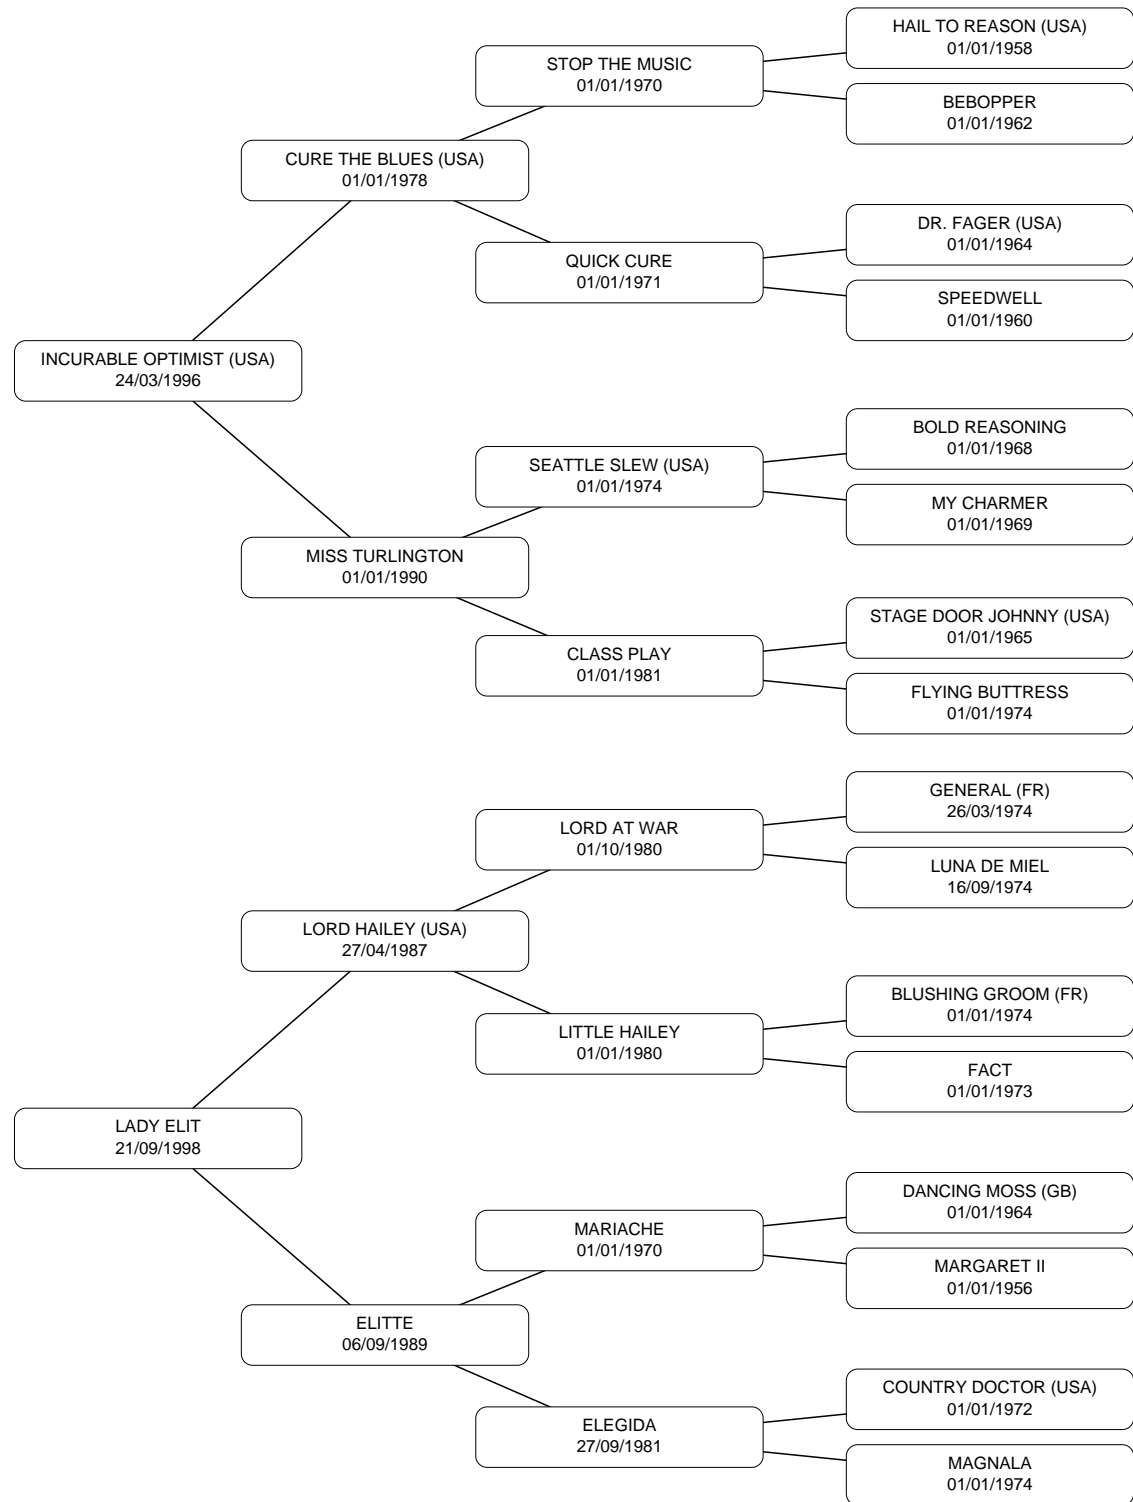 HAIL TO REASON (USA)
01/01/1958
STOP THE MUSIC
01/01/1970
BEBOPPER
01/01/1962
CURE THE BLUES (USA)
01/01/1978
DR. FAGER (USA)
01/01/1964
QUICK CURE
01/01/1971
SPEEDWELL
01/01/1960
INCURABLE OPTIMIST (USA)
24/03/1996
BOLD REASONING
01/01/1968
SEATTLE SLEW (USA)
01/01/1974
MY CHARMER
01/01/1969
MISS TURLINGTON
01/01/1990
STAGE DOOR JOHNNY (USA)
01/01/1965
CLASS PLAY
01/01/1981
FLYING BUTTRESS
01/01/1974
GENERAL (FR)
26/03/1974
LORD AT WAR
01/10/1980
LUNA DE MIEL
16/09/1974
LORD HAILEY (USA)
27/04/1987
BLUSHING GROOM (FR)
01/01/1974
LITTLE HAILEY
01/01/1980
FACT
01/01/1973
LADY ELIT
21/09/1998
DANCING MOSS (GB)
01/01/1964
MARIACHE
01/01/1970
MARGARET II
01/01/1956
ELITTE
06/09/1989
COUNTRY DOCTOR (USA)
01/01/1972
ELEGIDA
27/09/1981
MAGNALA
01/01/1974